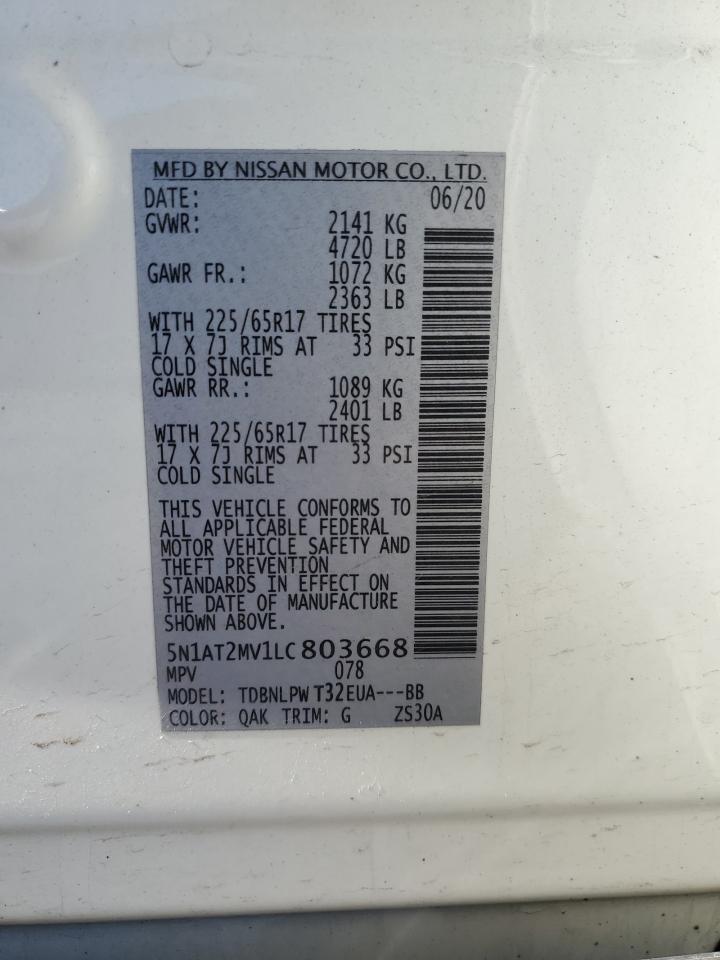 MFD BY NISSAN MOTOR CO., LTD.
DATE: 06/20
GVWR: 2141 KG
4720 LB
GAWR FR.: 1072 KG
2363 LB
WITH 225/65R17 TIRES
17 X 7J RIMS AT 33 PSI
COLD SINGLE
GAWR RR.: 1089 KG
2401 LB
WITH 225/65R17 TIRES
17 X 7J RIMS AT 33 PSI
COLD SINGLE
THIS VEHICLE CONFORMS TO
ALL APPLICABLE FEDERAL
MOTOR VEHICLE SAFETY AND
THEFT PREVENTION
STANDARDS IN EFFECT ON
THE DATE OF MANUFACTURE
SHOWN ABOVE.
5N1AT2MV1LC803668
MPV 078
MODEL: TDBNLPW T32EUA---BB
COLOR: QAK TRIM: G ZS30A